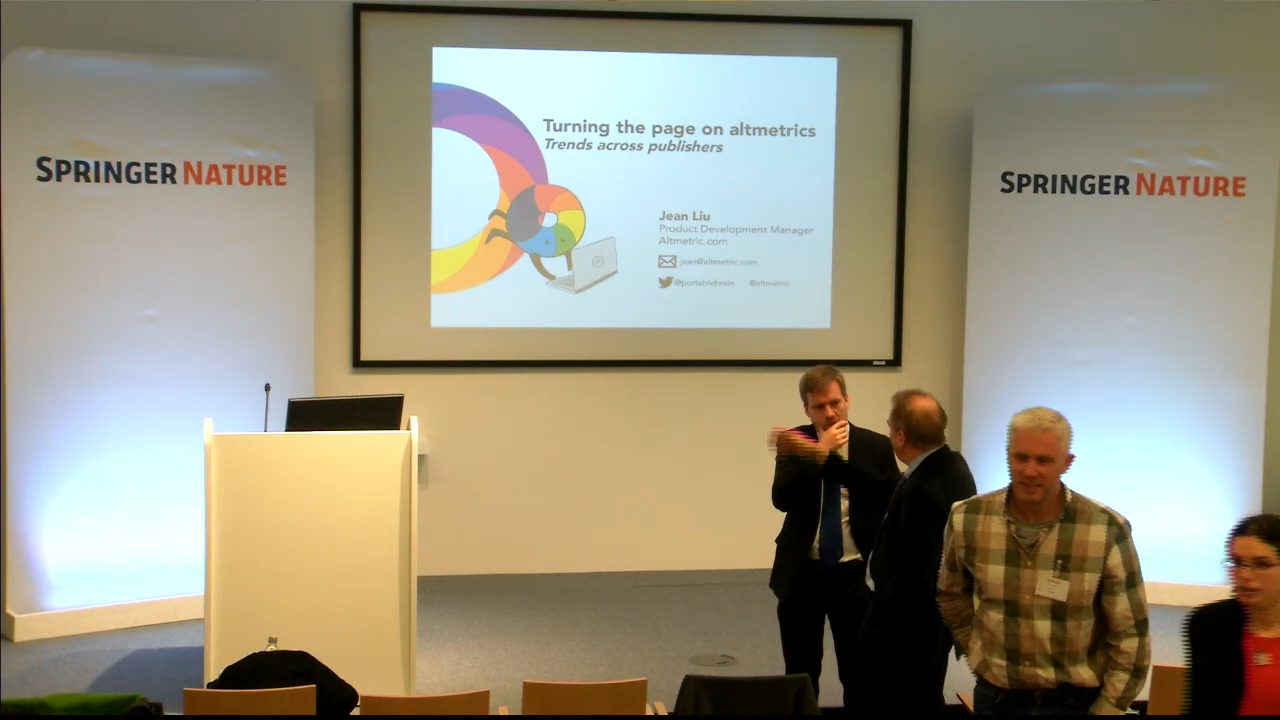 SPRINGER NATURE
Turning the page on altmetrics
Trends across publishers
Jean Liu
Product Development Manager
Altmetric.com
jean@altmetric.com
@portablebrain @altmetric
SPRINGER NATURE